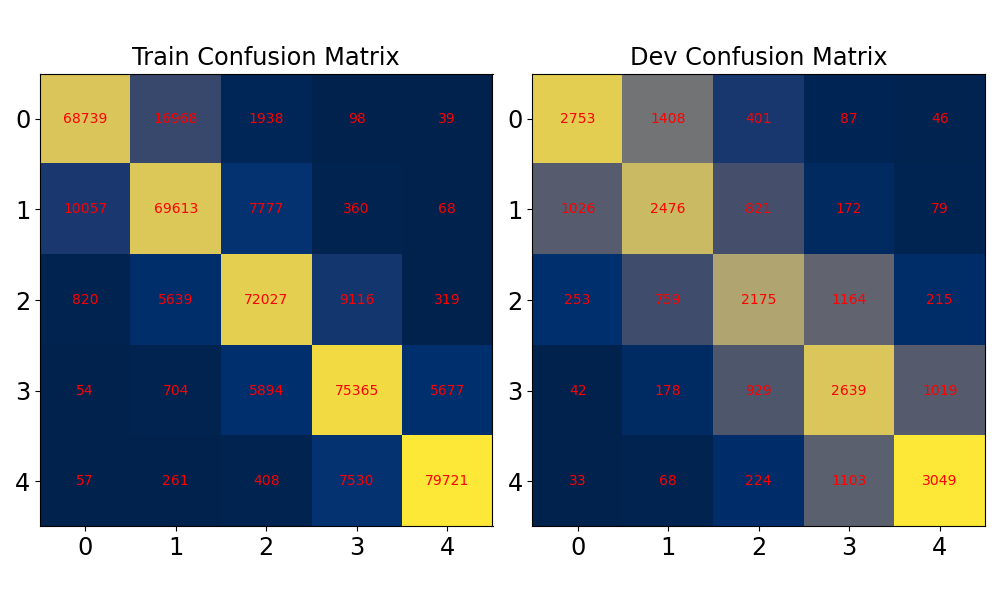 Train Confusion Matrix
Dev Confusion Matrix
0 68739 16968 1938 98 39
1 10057 69613 7777 360 68
2 820 5639 72027 9116 319
3 54 704 5894 75365 5677
4 57 261 408 7530 79721
0 1 2 3 4
0 2753 1408 401 87 46
1 1026 2476 821 172 79
2 253 2175 1164 215
3 42 178 929 2639 1019
4 33 68 224 1103 3049
0 1 2 3 4